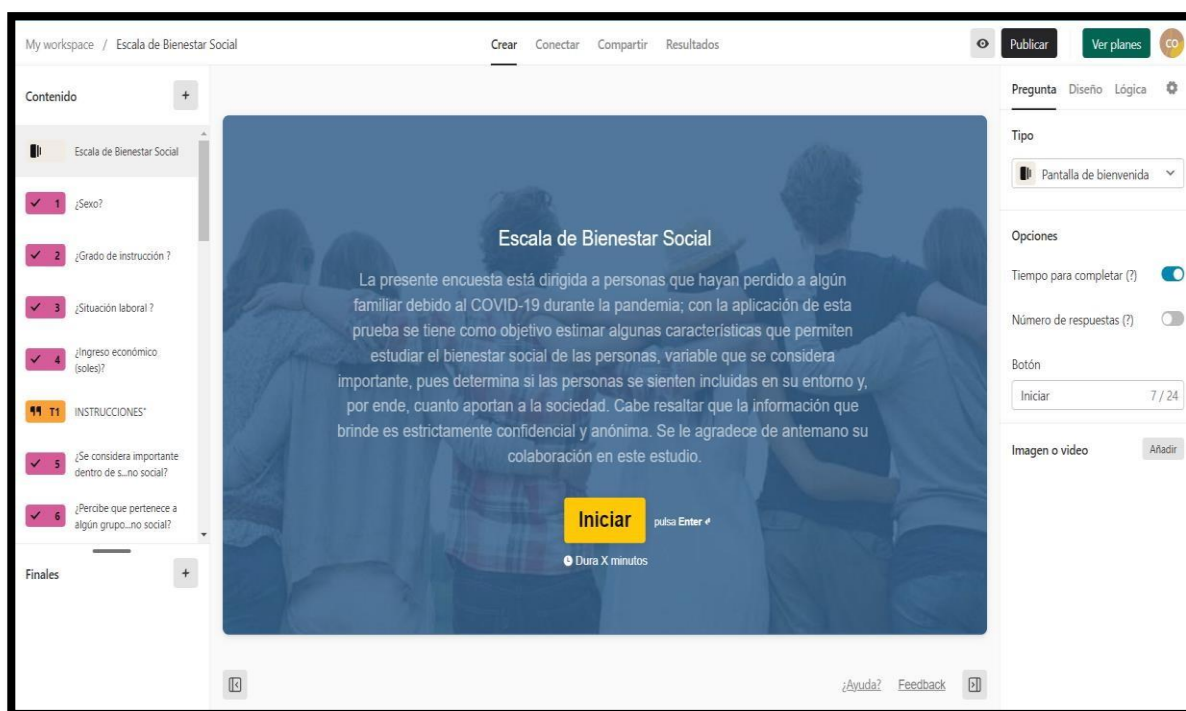 My workspace / Escala de Bienestar Social
Crear Conectar Compartir Resultados
Publicar
Ver planes
CO
Contenido +
Escala de Bienestar Social
1 ¿Sexo?
2 ¿Grado de instrucción ?
3 ¿Situación laboral ?
4 ¿Ingreso económico
(soles)?
T1 INSTRUCCIONES*
5 ¿Se considera importante
dentro de s...no social?
6 ¿Percibe que pertenece a
algún grupo...no social?
Finales +
Escala de Bienestar Social
La presente encuesta está dirigida a personas que hayan perdido a algún
familiar debido al COVID-19 durante la pandemia; con la aplicación de esta
prueba se tiene como objetivo estimar algunas características que permiten
estudiar el bienestar social de las personas, variable que se considera
importante, pues determina si las personas se sienten incluidas en su entorno y,
por ende, cuanto aportan a la sociedad. Cabe resaltar que la información que
brinde es estrictamente confidencial y anónima. Se le agradece de antemano su
colaboración en este estudio.
Iniciar pulsa Enter
Dura X minutos
¿Ayuda? Feedback
Pregunta Diseño Lógica
Tipo
Pantalla de bienvenida
Opciones
Tiempo para completar (?)
Número de respuestas (?)
Botón
Iniciar 7 / 24
Imagen o video Añadir